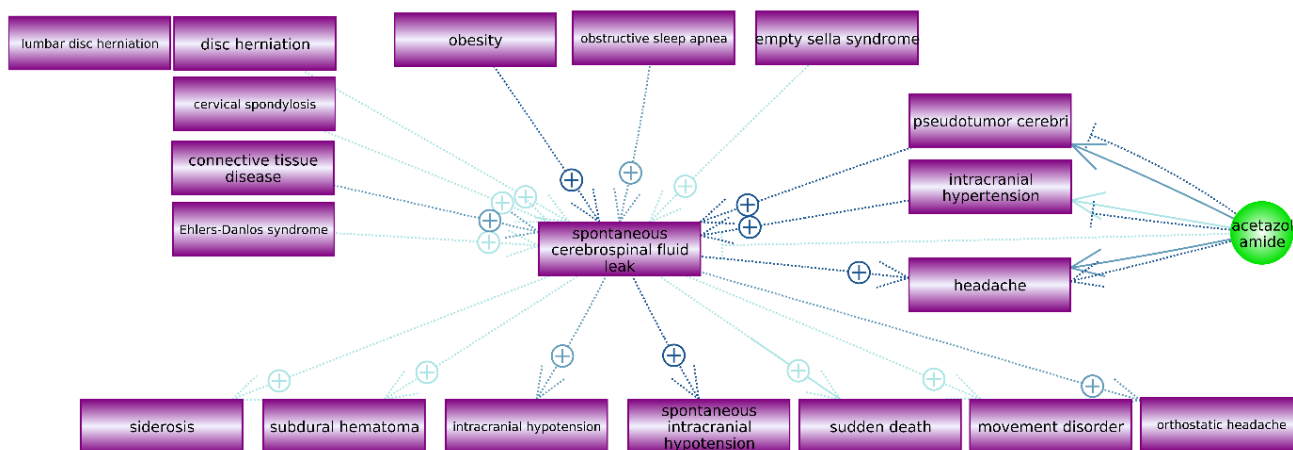 lumbar disc herniation
disc herniation
obesity
obstructive sleep apnea
empty sella syndrome
cervical spondylosis
pseudotumor cerebri
connective tissue
disease
intracranial
hypertension
Ehlers-Danlos syndrome
acetazol
amide
spontaneous
cerebrospinal fluid
leak
headache
siderosis
subdural hematoma
intracranial hypotension
spontaneous
intracranial
hypotension
sudden death
movement disorder
orthostatic headache